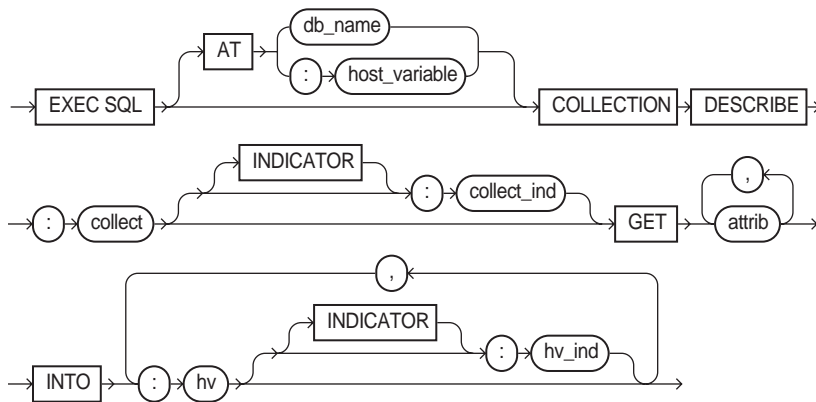 db_name
AT
: host_variable
EXEC SQL COLLECTION DESCRIBE
INDICATOR ,
: collect : collect_ind GET attrib
,
INDICATOR
INTO : hv : hv_ind